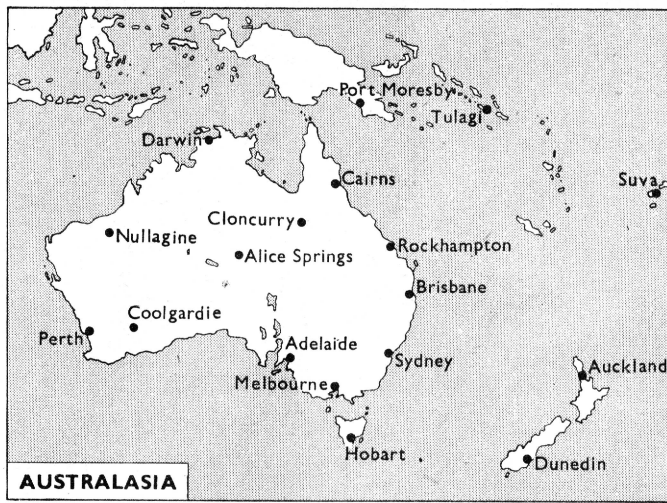 Port Moresby
Tulagi
Darwin
Cairns
Suva
Cloncurry
Nullagine
Rockhampton
Alice Springs
Brisbane
Coolgardie
Perth
Adelaide
Sydney
Auckland
Melbourne
Hobart
Dunedin
AUSTRALASIA